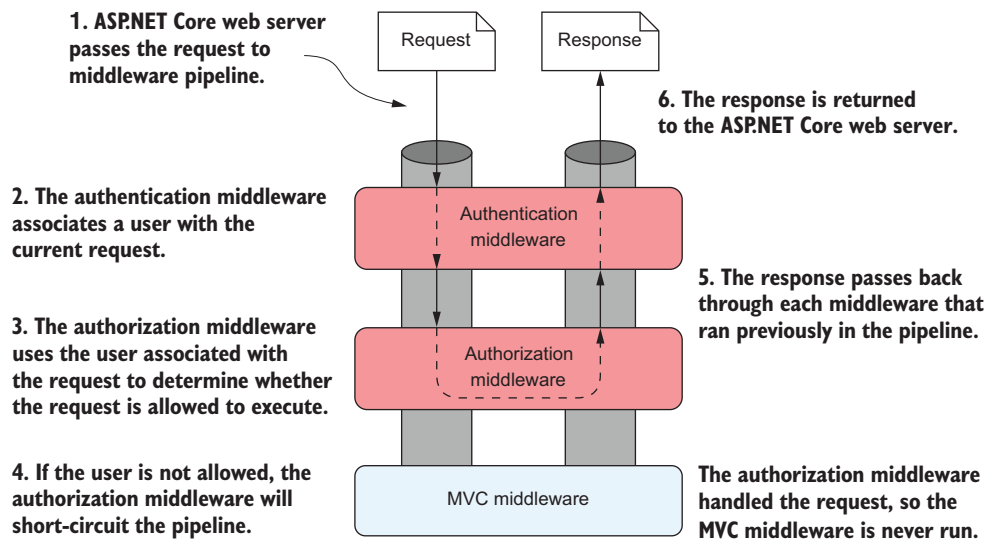 1. ASP.NET Core web server
passes the request to
middleware pipeline.
Request
Response
6. The response is returned
to the ASP.NET Core web server.
2. The authentication middleware
associates a user with the
current request.
Authentication
middleware
5. The response passes back
through each middleware that
ran previously in the pipeline.
3. The authorization middleware
uses the user associated with
the request to determine whether
the request is allowed to execute.
Authorization
middleware
4. If the user is not allowed, the
authorization middleware will
short-circuit the pipeline.
MVC middleware
The authorization middleware
handled the request, so the
MVC middleware is never run.